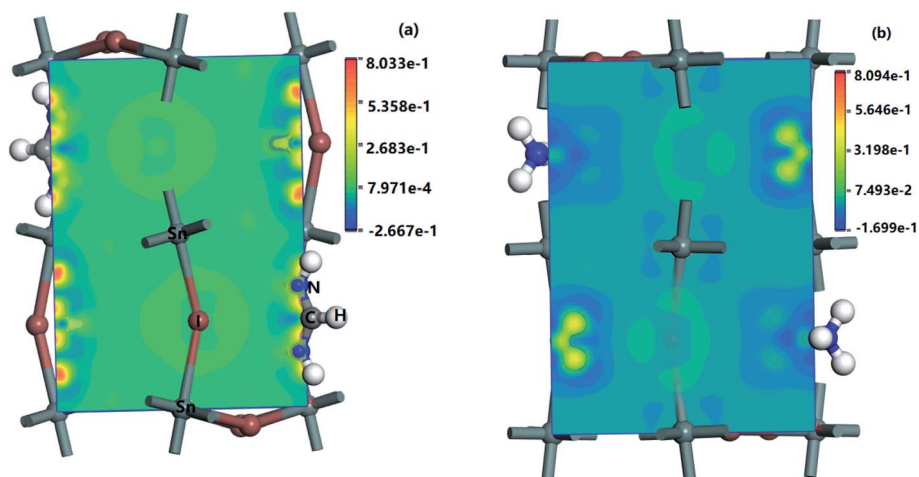 (a)
8.033e-1
5.358e-1
2.683e-1
7.971e-4
-2.667e-1
Sn
N
C
H
I
Sn
(b)
8.094e-1
5.646e-1
3.198e-1
7.493e-2
-1.699e-1